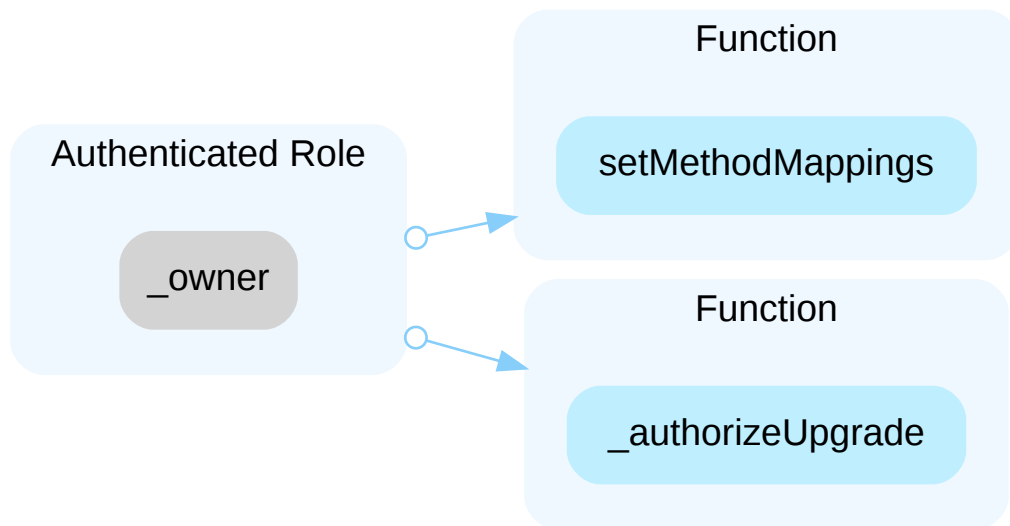 Authenticated Role
_owner
Function
setMethodMappings
Function
_authorizeUpgrade